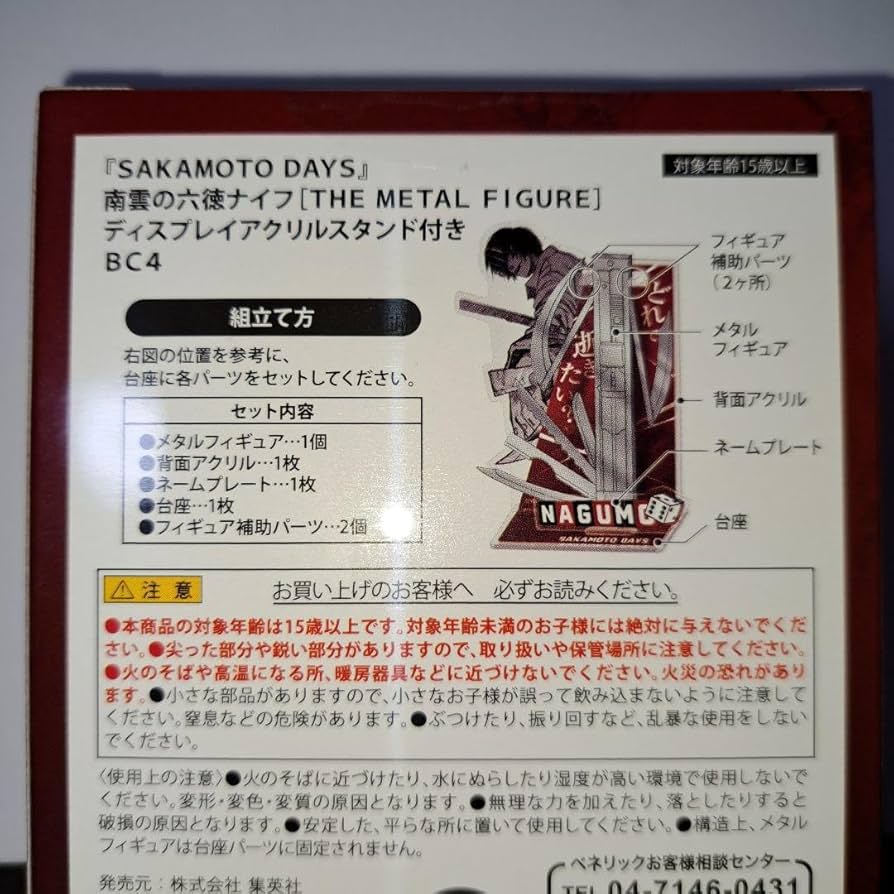 『SAKAMOTO DAYS』
対象年齢15歳以上
南雲の六徳ナイフ[THE METAL FIGURE]
ディスプレイアクリルスタンド付き
BC4
組立て方
右図の位置を参考に、
台座に各パーツをセットしてください。
セット内容
●メタルフィギュア…1個
●背面アクリル…1枚
●ネームプレート…1枚
●台座…1枚
●フィギュア補助パーツ…2個
フィギュア
補助パーツ
(2ヶ所)
メタル
フィギュア
背面アクリル
ネームプレート
台座
どれで
逝き
たい?
NAGUMO
SAKAMOTO DAYS
注意
お買い上げのお客様へ 必ずお読みください。
●本商品の対象年齢は15歳以上です。対象年齢未満のお子様には絶対に与えないでくだ
さい。●尖った部分や鋭い部分がありますので、取り扱いや保管場所に注意してください。
●火のそばや高温になる所、暖房器具などに近づけないでください。火災の恐れがあり
ます。●小さな部品がありますので、小さなお子様が誤って飲み込まないように注意して
ください。窒息などの危険があります。●ぶつけたり、振り回すなど、乱暴な使用をしない
でください。
〈使用上の注意〉●火のそばに近づけたり、水にぬらしたり湿度が高い環境で使用しないで
ください。変形・変色・変質の原因となります。●無理な力を加えたり、落としたりすると
破損の原因となります。●安定した、平らな所に置いて使用してください。●構造上、メタル
フィギュアは台座パーツに固定されません。
発売元:株式会社 集英社
ベネリックお客様相談センター
TEL 04-7146-0431